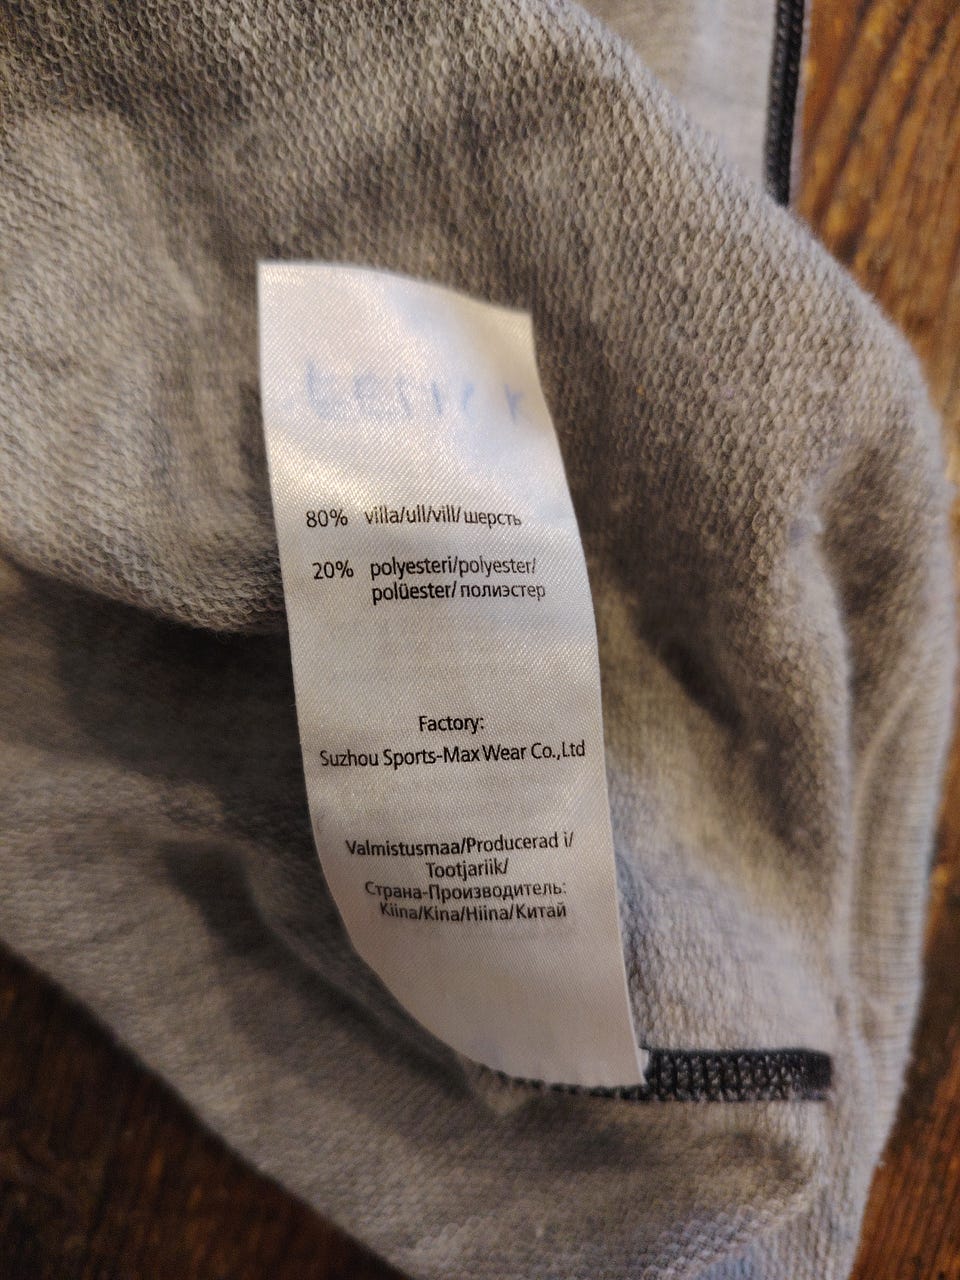 80% villa/ull/vill/шерсть
20% polyesteri/polyester/
polüester/полиэстер
Factory:
Suzhou Sports-Max Wear Co.,Ltd
Valmistusmaa/Producerad i/
Tootjariik/
Страна-Производитель:
Kiina/Kina/Hiina/Китай